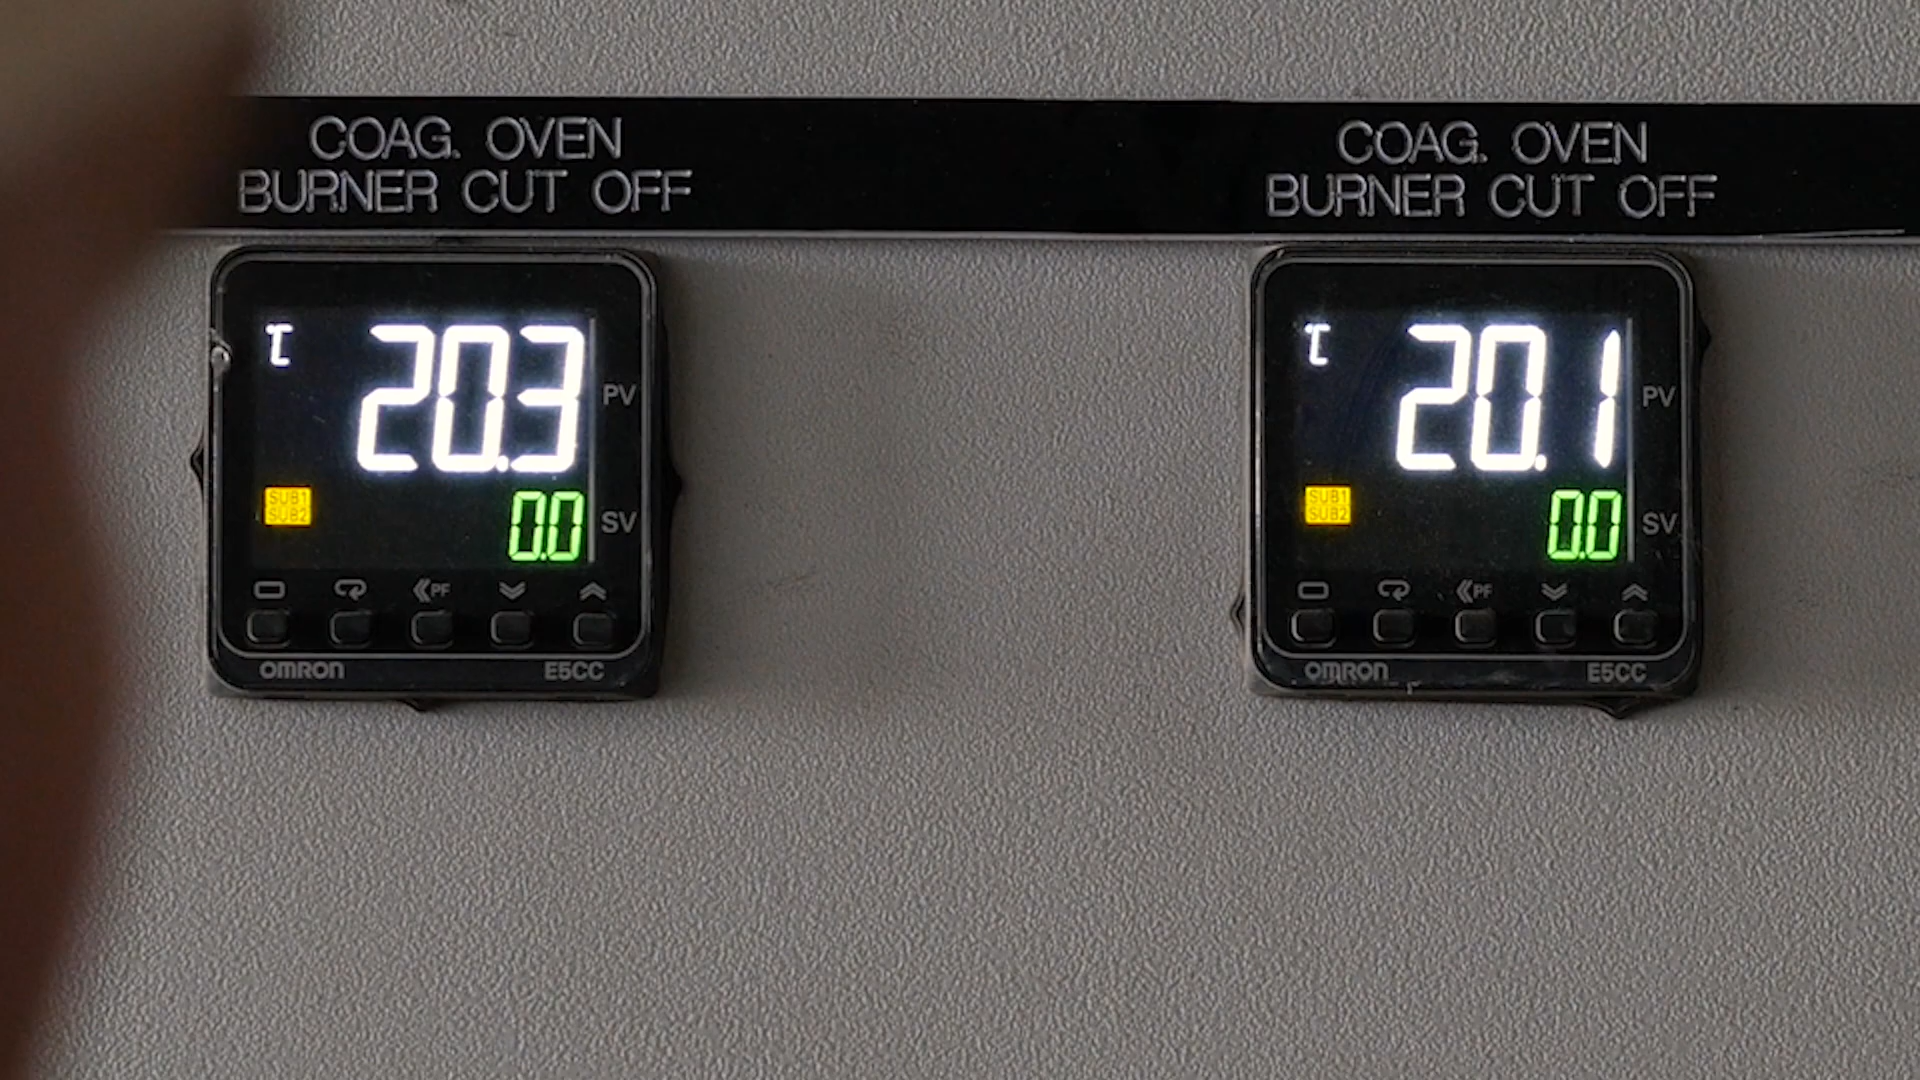 COAG. OVEN
BURNER CUT OFF
COAG. OVEN
BURNER CUT OFF
℃ 20.3 PV
SUB1
SUB2
0.0 SV
PF
OMRON E5CC
℃ 20.1 PV
SUB1
SUB2
0.0 SV
PF
OMRON E5CC